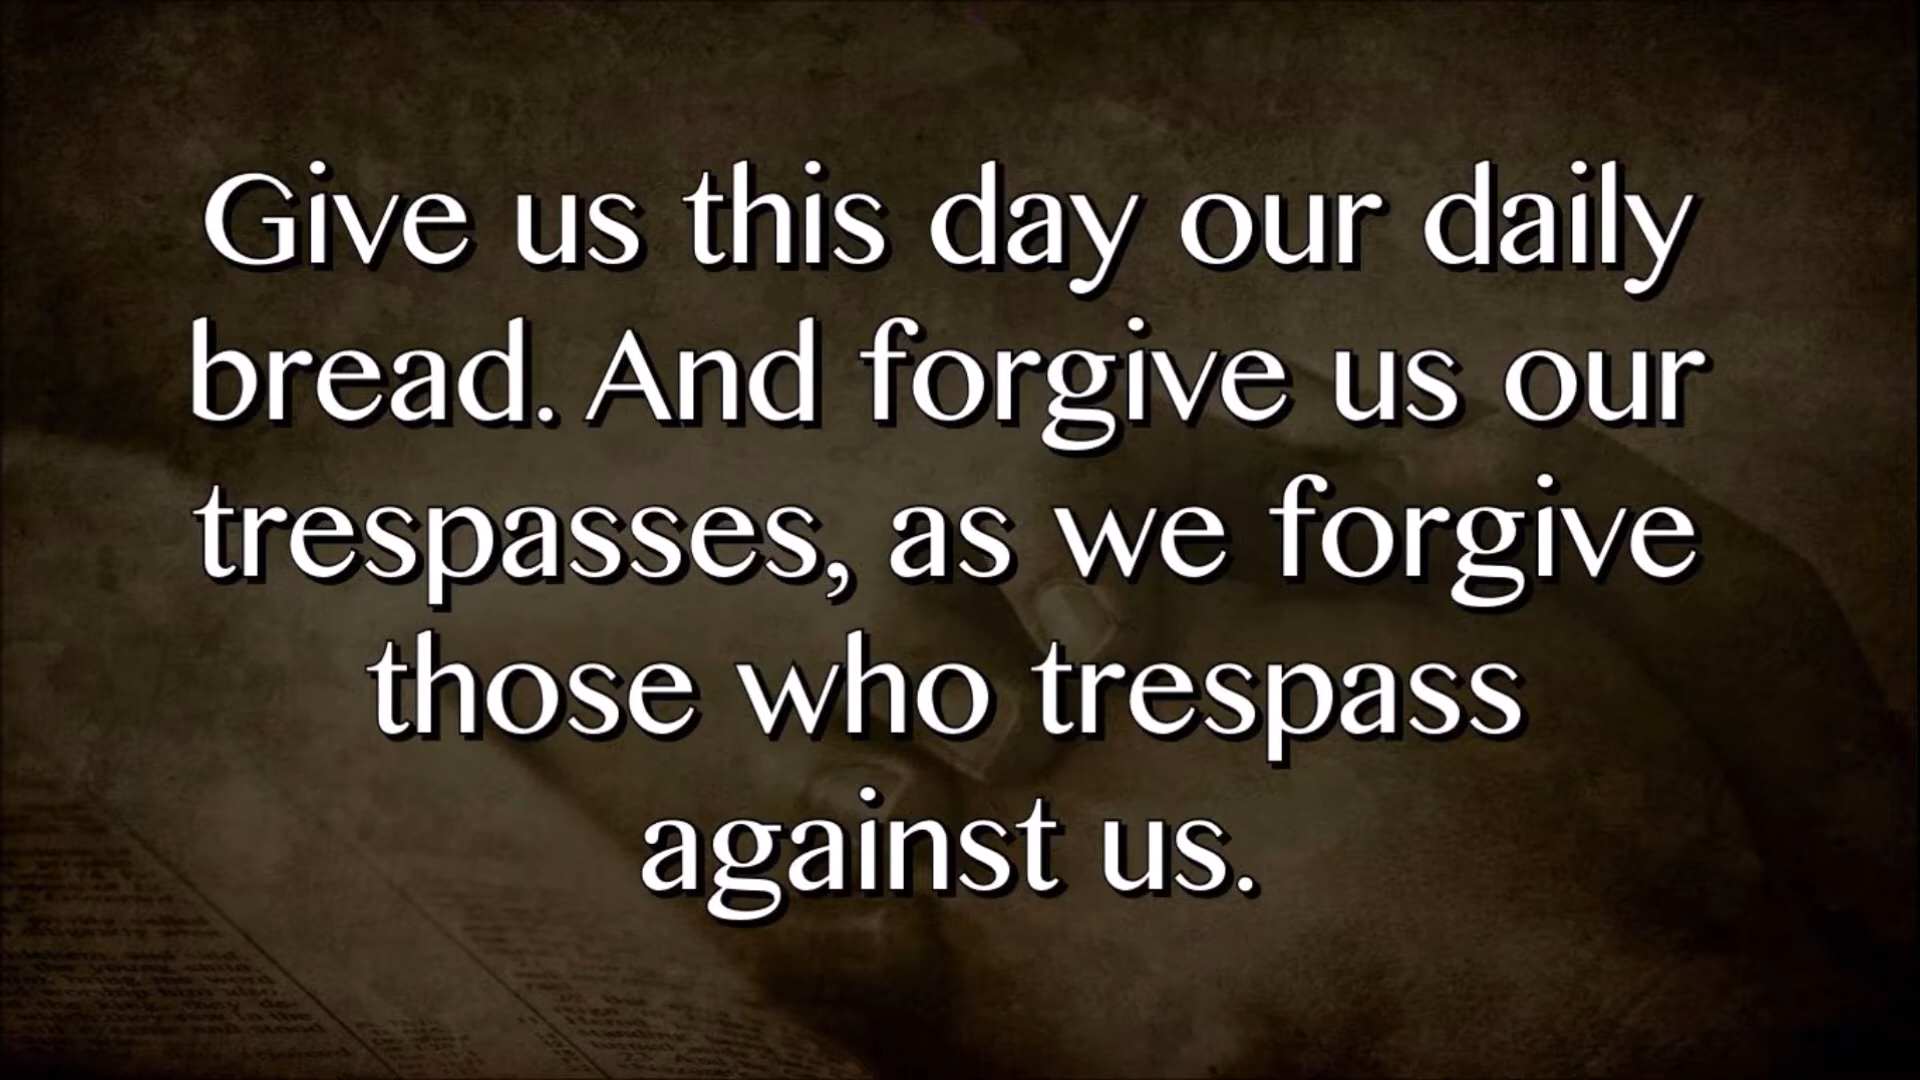 Give us this day our daily
bread. And forgive us our
trespasses, as we forgive
those who trespass
against us.